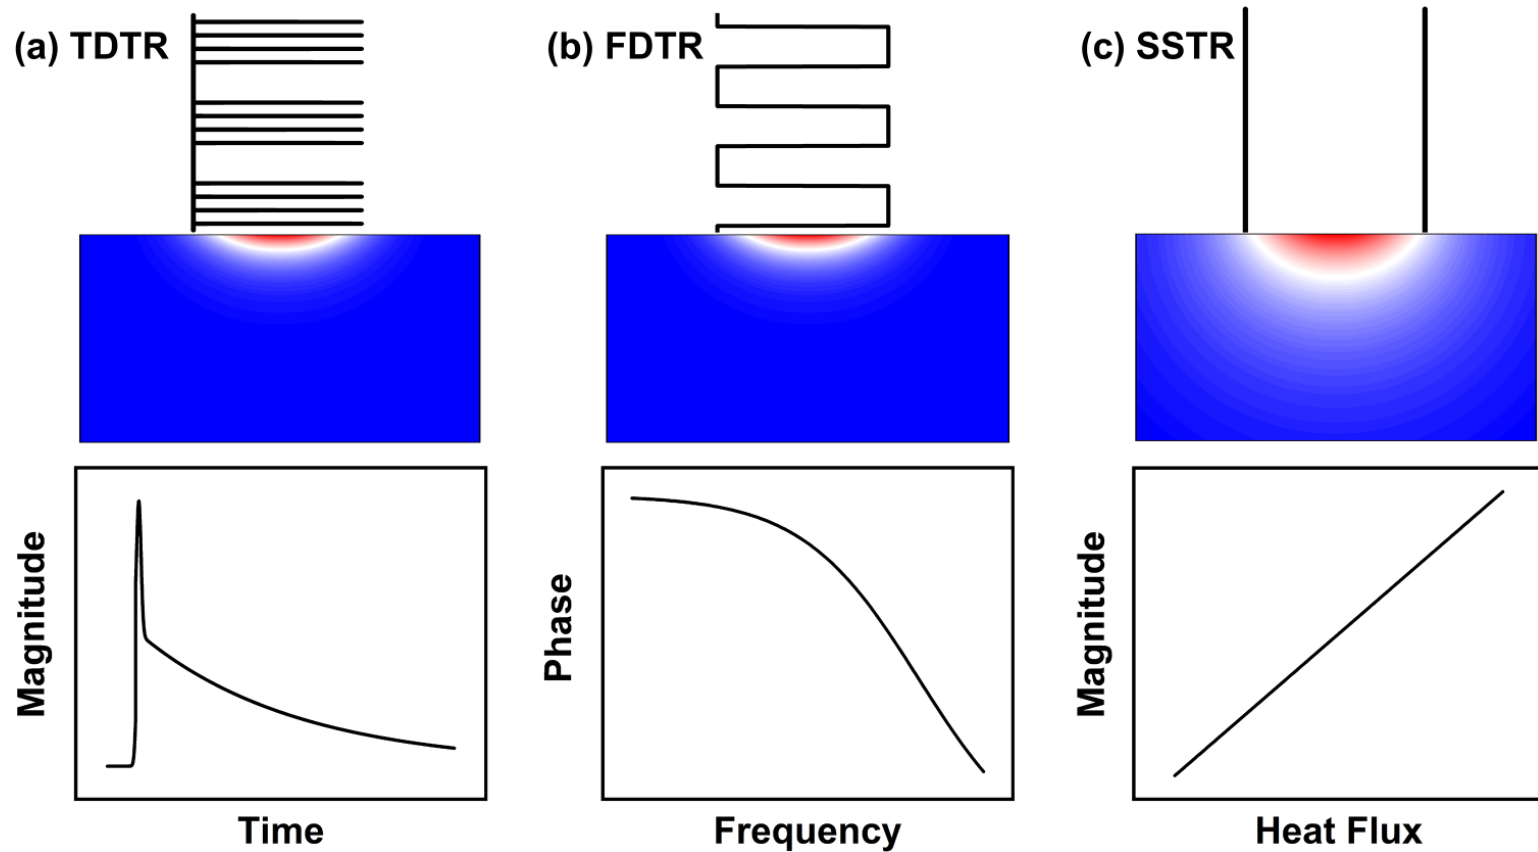 (a) TDTR
(b) FDTR
(c) SSTR
Magnitude
Time
Phase
Frequency
Magnitude
Heat Flux